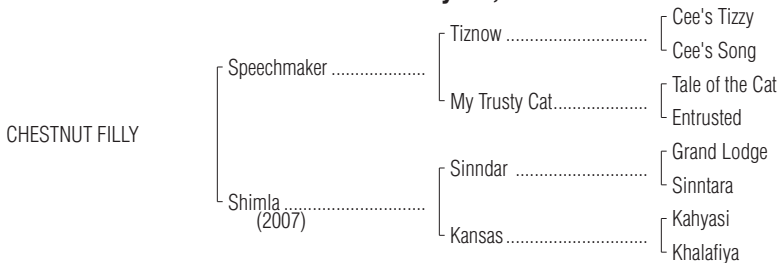 Cee's Tizzy
Tiznow ................................
Cee's Song
Speechmaker .....................
Tale of the Cat
My Trusty Cat.....................
Entrusted
CHESTNUT FILLY
Grand Lodge
Sinndar .............................
Sinntara
Shimla ...............................
(2007)
Kahyasi
Kansas................................
Khalafiya